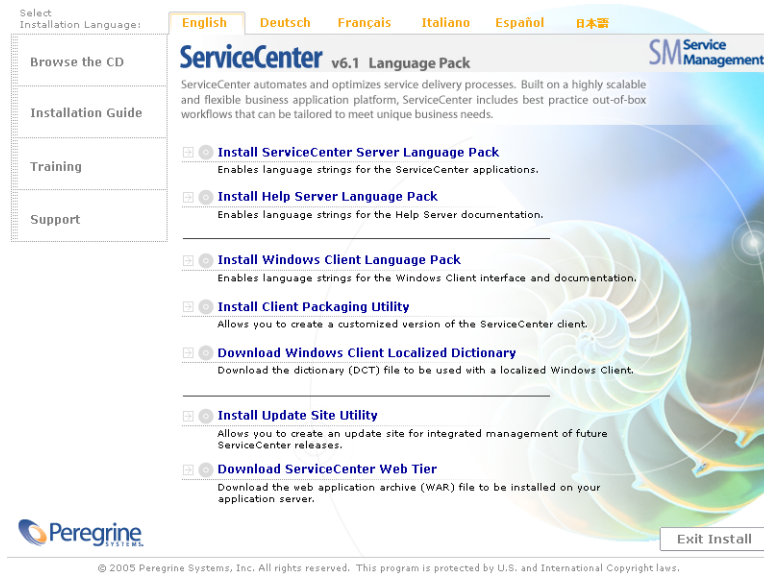 Select
Installation Language:
English Deutsch Français Italiano Español 日本語
Browse the CD
Installation Guide
Training
Support
ServiceCenter v6.1 Language Pack
SM Service Management
ServiceCenter automates and optimizes service delivery processes. Built on a highly scalable
and flexible business application platform, ServiceCenter includes best practice out-of-box
workflows that can be tailored to meet unique business needs.
Install ServiceCenter Server Language Pack
Enables language strings for the ServiceCenter applications.
Install Help Server Language Pack
Enables language strings for the Help Server documentation.
Install Windows Client Language Pack
Enables language strings for the Windows Client interface and documentation.
Install Client Packaging Utility
Allows you to create a customized version of the ServiceCenter client.
Download Windows Client Localized Dictionary
Download the dictionary (DCT) file to be used with a localized Windows Client.
Install Update Site Utility
Allows you to create an update site for integrated management of future
ServiceCenter releases.
Download ServiceCenter Web Tier
Download the web application archive (WAR) file to be installed on your
application server.
Peregrine
SYSTEMS
Exit Install
© 2005 Peregrine Systems, Inc. All rights reserved. This program is protected by U.S. and International Copyright laws.